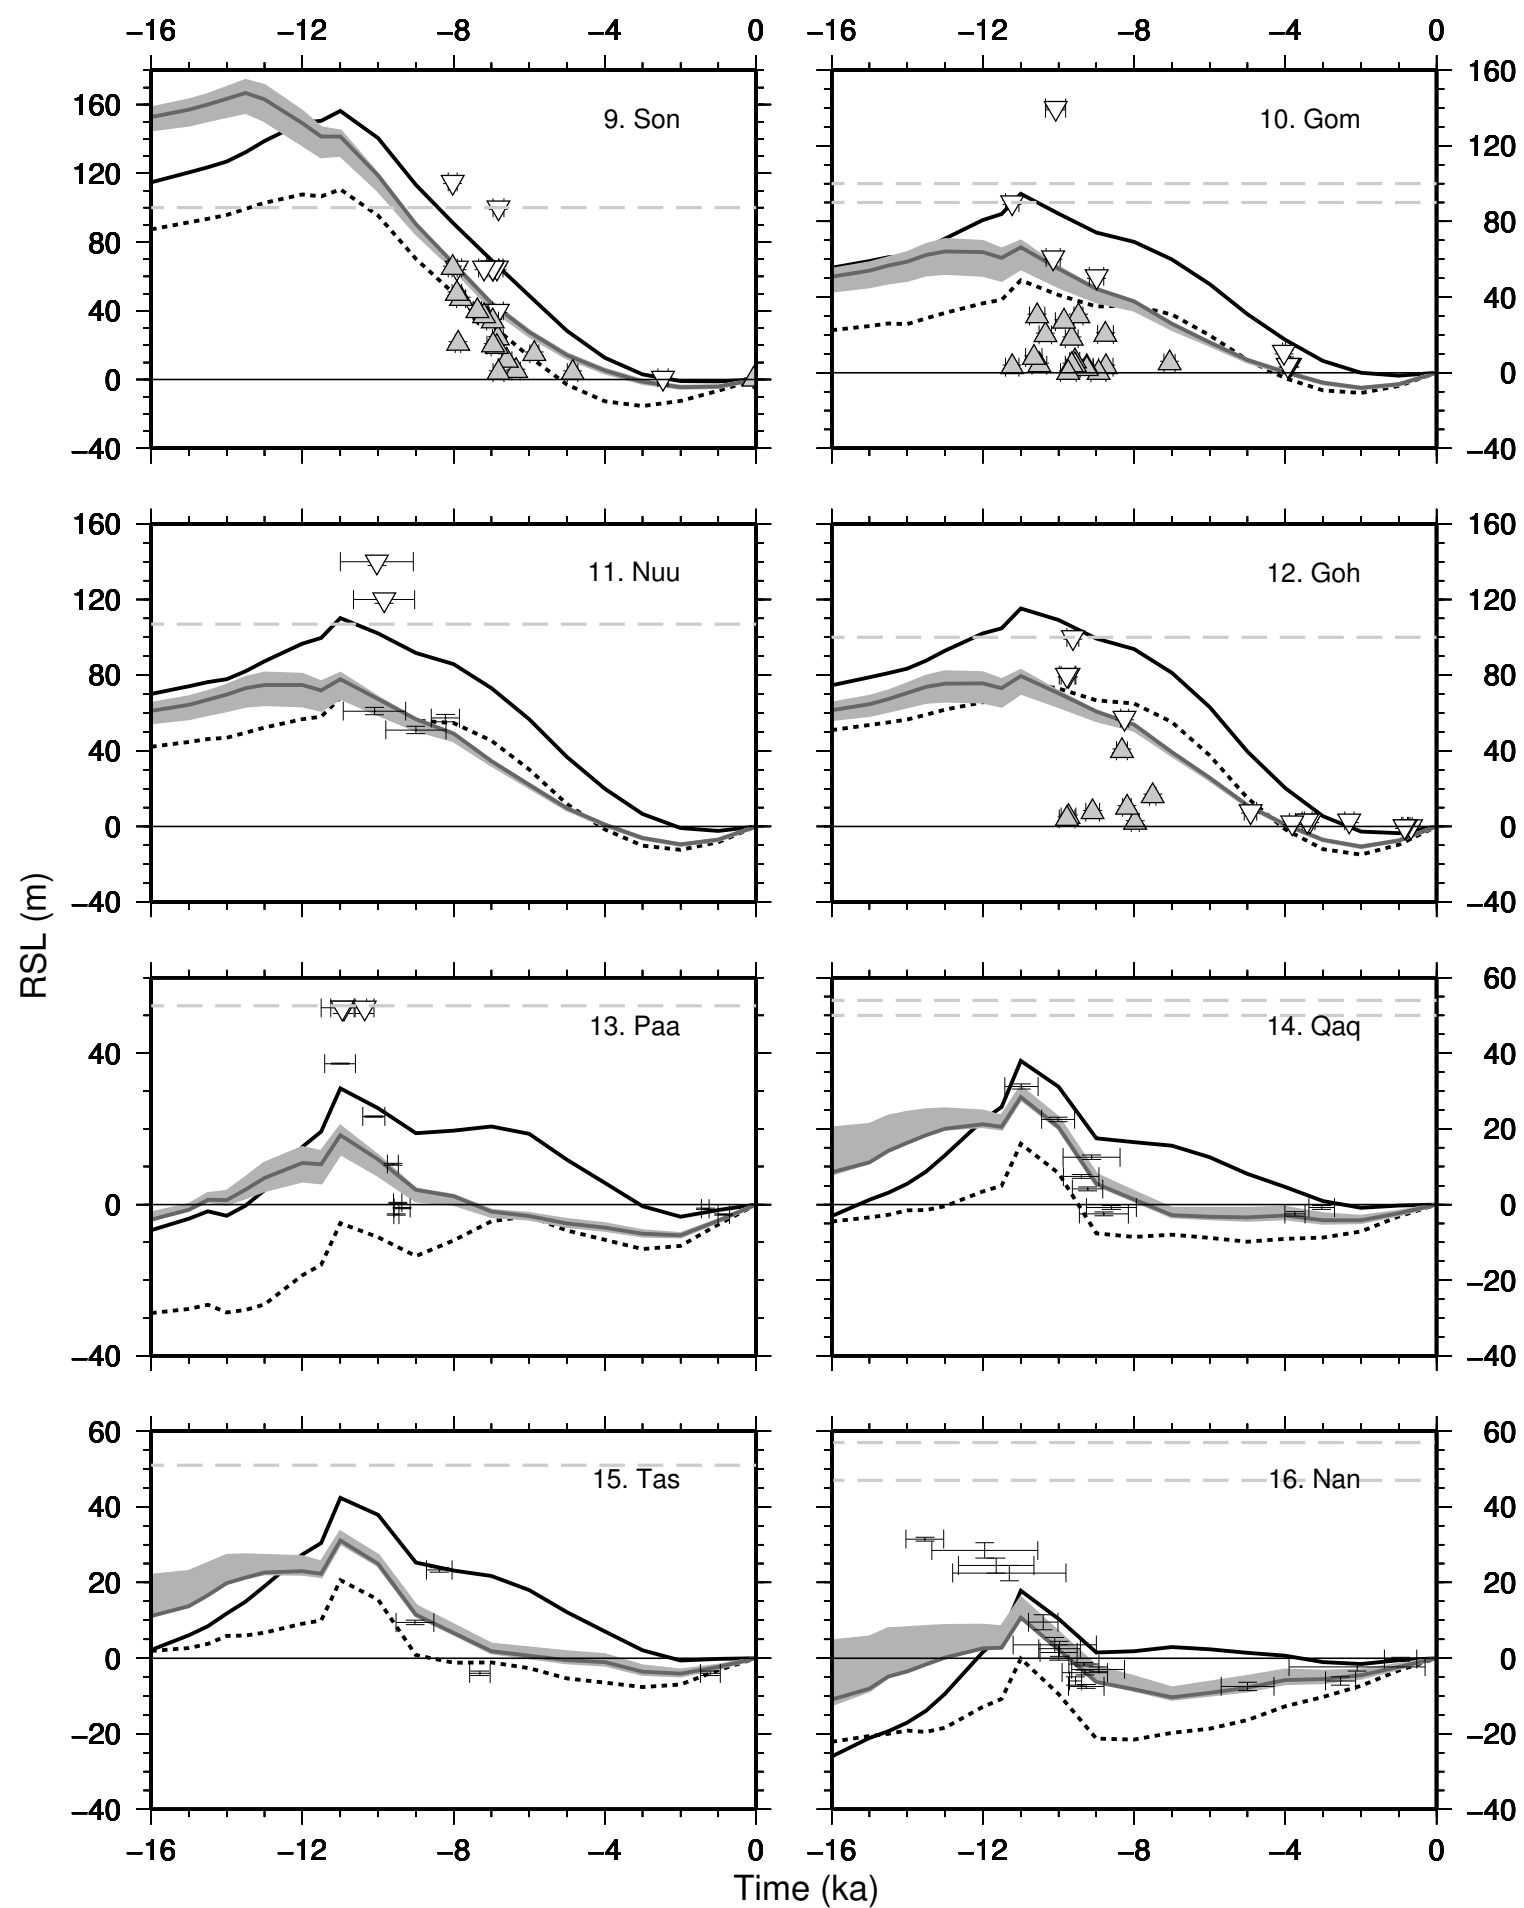 −16 −12 −8 −4 0 −16 −12 −8 −4 0
160 120 80 40 0 −40
9. Son
10. Gom
160 120 80 40 0 −40
160 120 80 40 0 −40
11. Nuu
12. Goh
160 120 80 40 0 −40
RSL (m)
40 0 −40
13. Paa
14. Qaq
60 40 20 0 −20 −40
60 40 20 0 −20 −40
15. Tas
16. Nan
60 40 20 0 −20 −40
−16 −12 −8 −4 0 −16 −12 −8 −4 0
Time (ka)